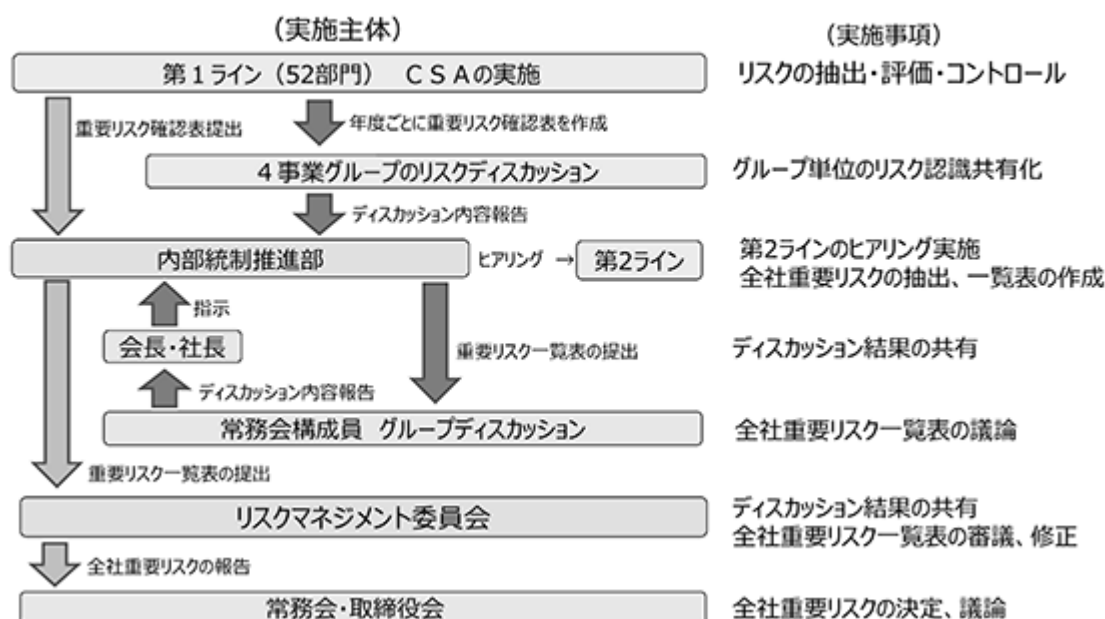 （実施主体）
（実施事項）
第１ライン（52部門）　ＣＳＡの実施
リスクの抽出・評価・コントロール
重要リスク確認表提出
年度ごとに重要リスク確認表を作成
４事業グループのリスクディスカッション
グループ単位のリスク認識共有化
ディスカッション内容報告
内部統制推進部
ヒアリング →
第2ライン
第2ラインのヒアリング実施
全社重要リスクの抽出、一覧表の作成
指示
会長・社長
重要リスク一覧表の提出
ディスカッション結果の共有
ディスカッション内容報告
常務会構成員　グループディスカッション
全社重要リスク一覧表の議論
重要リスク一覧表の提出
リスクマネジメント委員会
ディスカッション結果の共有
全社重要リスク一覧表の審議、修正
全社重要リスクの報告
常務会・取締役会
全社重要リスクの決定、議論